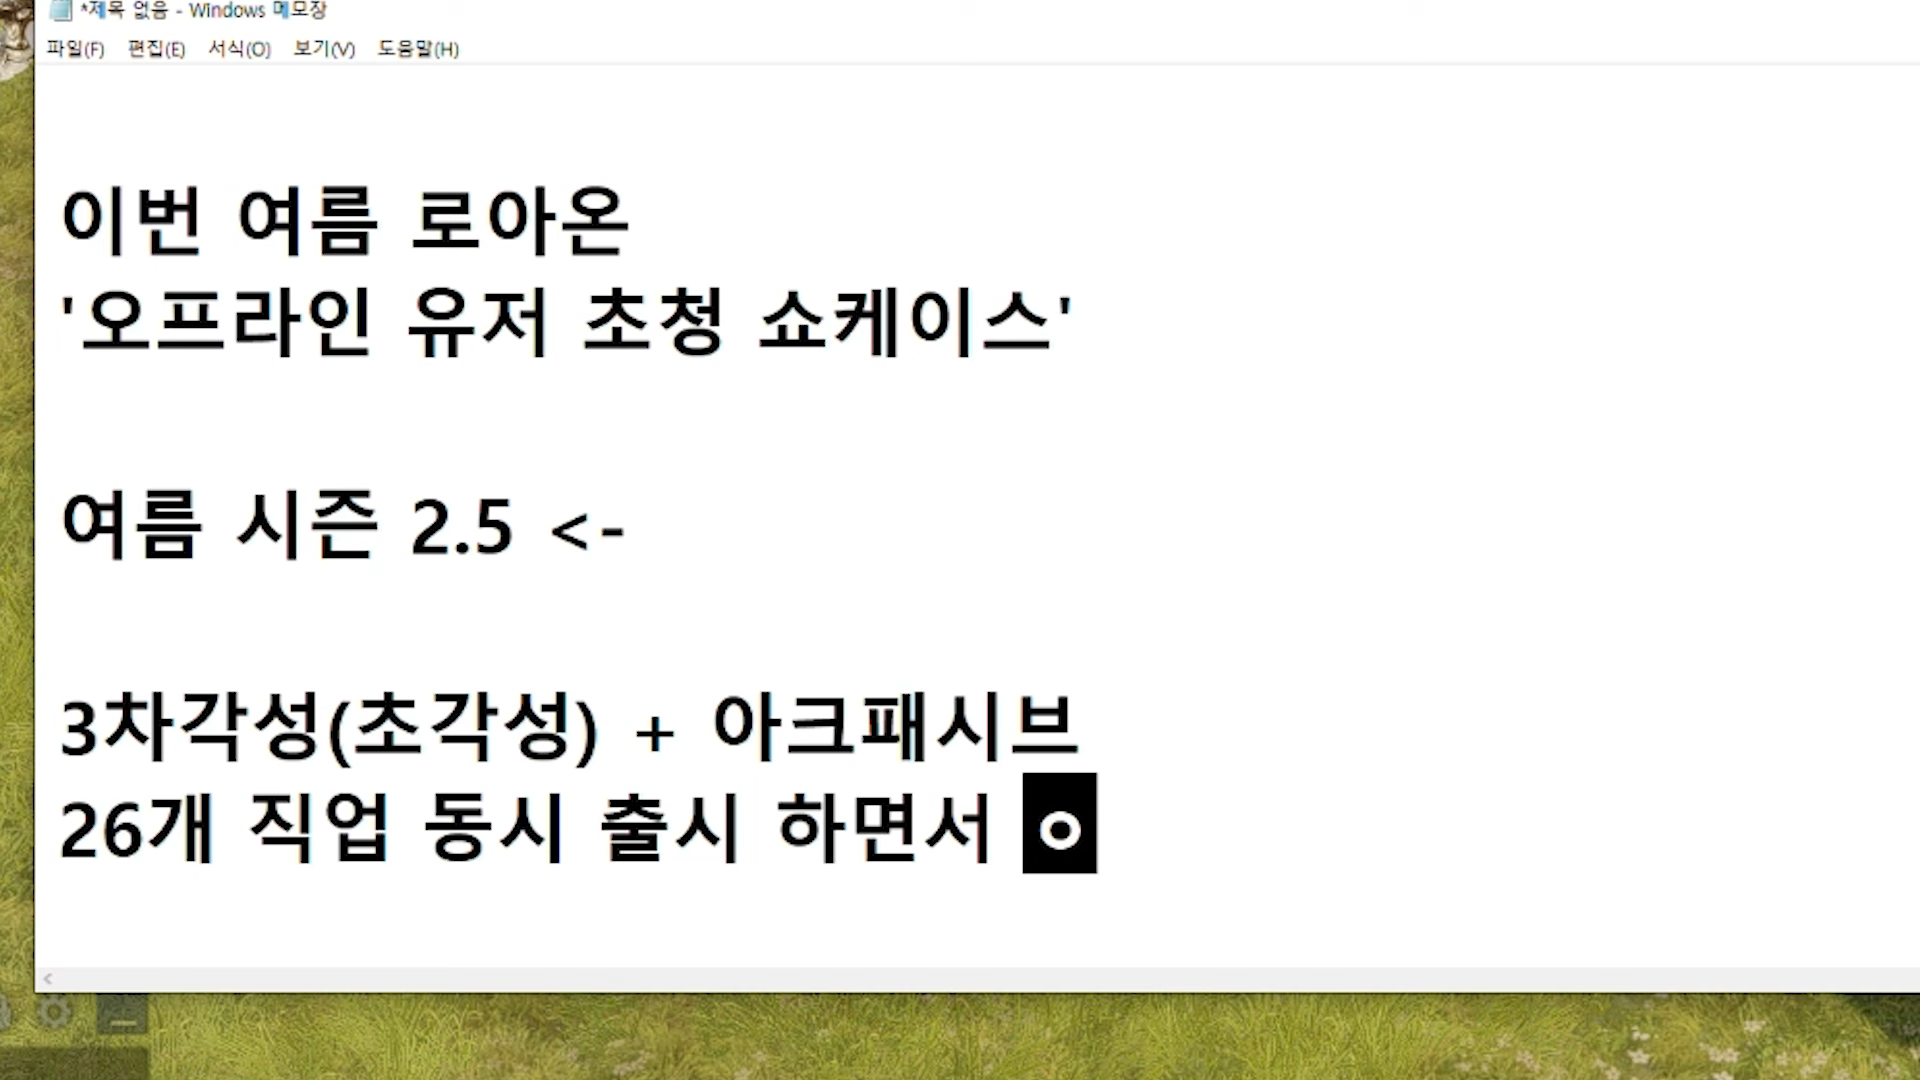 *제목 없음 - Windows 메모장
파일(F) 편집(E) 서식(O) 보기(V) 도움말(H)
이번 여름 로아온
'오프라인 유저 초청 쇼케이스'
여름 시즌 2.5 <-
3차각성(초각성) + 아크패시브
26개 직업 동시 출시 하면서 ㅇ